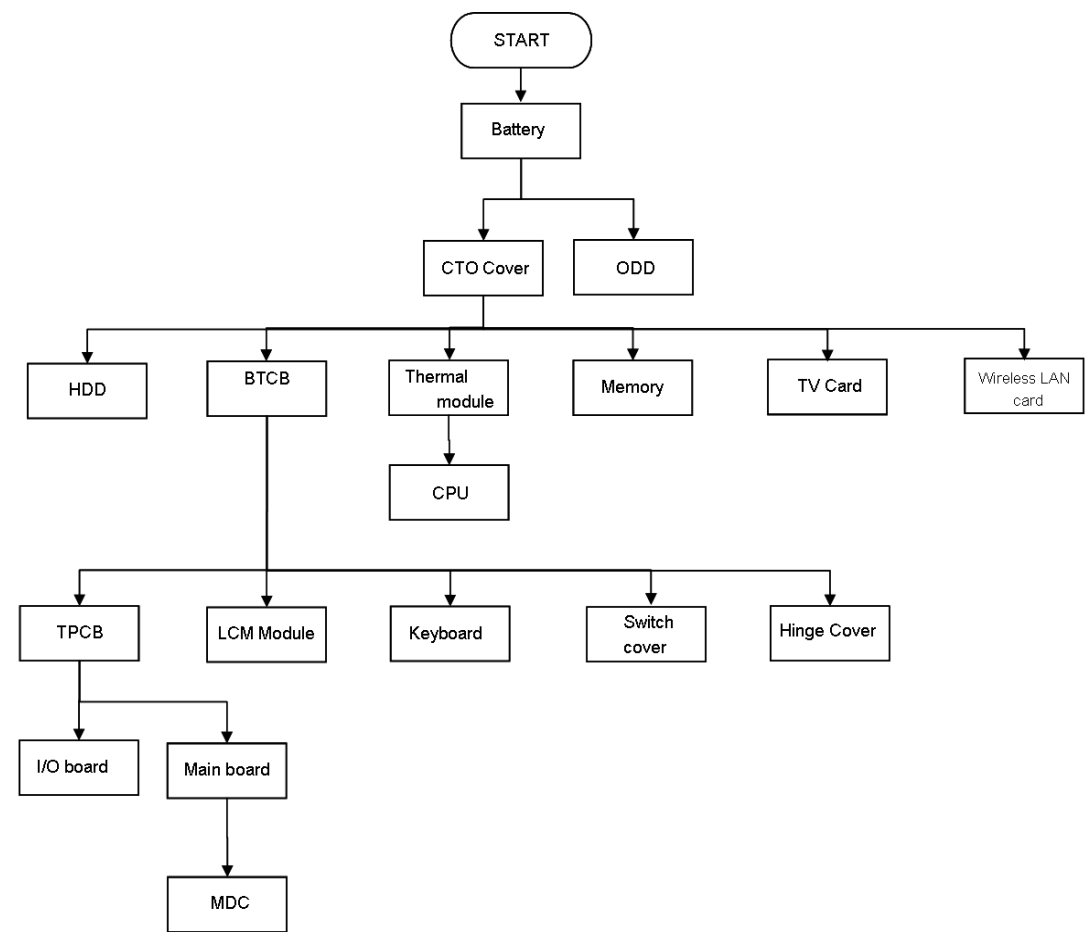 START
Battery
CTO Cover
ODD
HDD
BTCB
Thermal
module
Memory
TV Card
Wireless LAN
card
CPU
TPCB
LCM Module
Keyboard
Switch
cover
Hinge Cover
I/O board
Main board
MDC